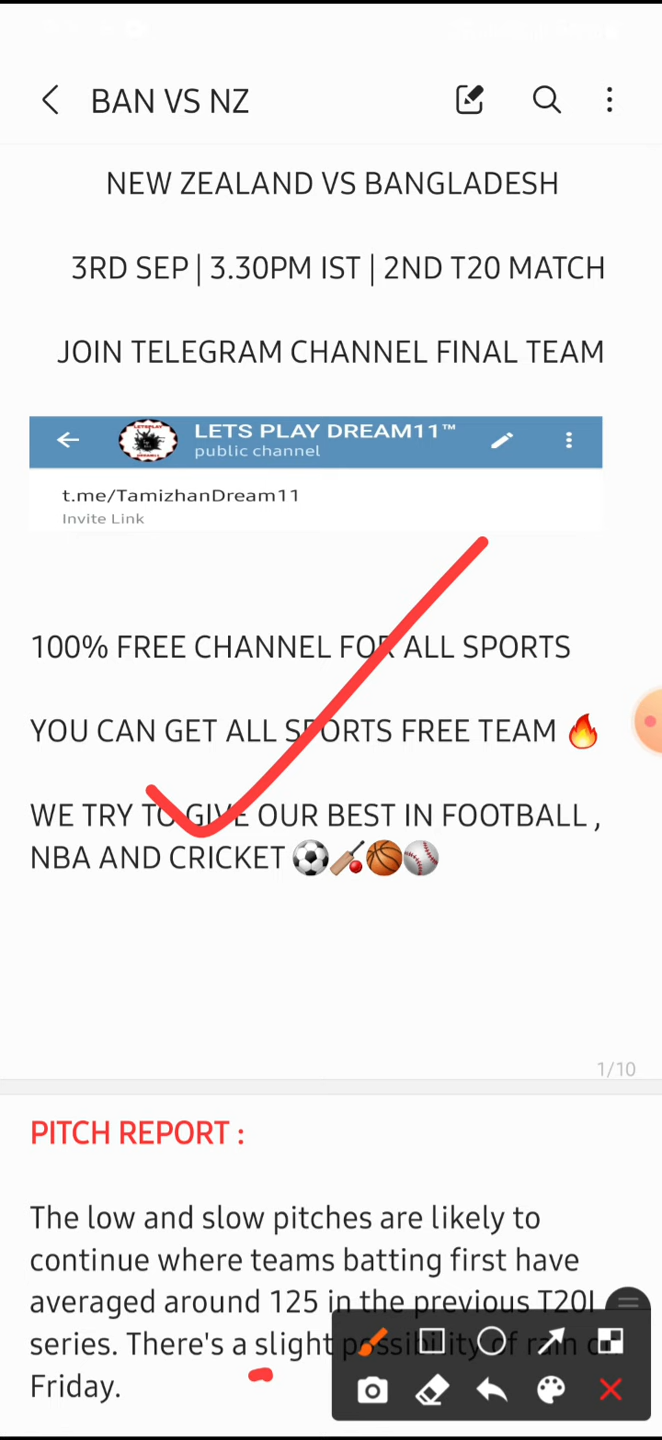 BAN VS NZ
NEW ZEALAND VS BANGLADESH
3RD SEP | 3.30PM IST | 2ND T20 MATCH
JOIN TELEGRAM CHANNEL FINAL TEAM
LETS PLAY DREAM11™
public channel
t.me/TamizhanDream11
Invite Link
100% FREE CHANNEL FOR ALL SPORTS
YOU CAN GET ALL SPORTS FREE TEAM 🔥
WE TRY TO GIVE OUR BEST IN FOOTBALL ,
NBA AND CRICKET ⚽🏏🏀⚾
1/10
PITCH REPORT :
The low and slow pitches are likely to
continue where teams batting first have
averaged around 125 in the previous T20I
series. There's a slight possibility of rain
Friday.